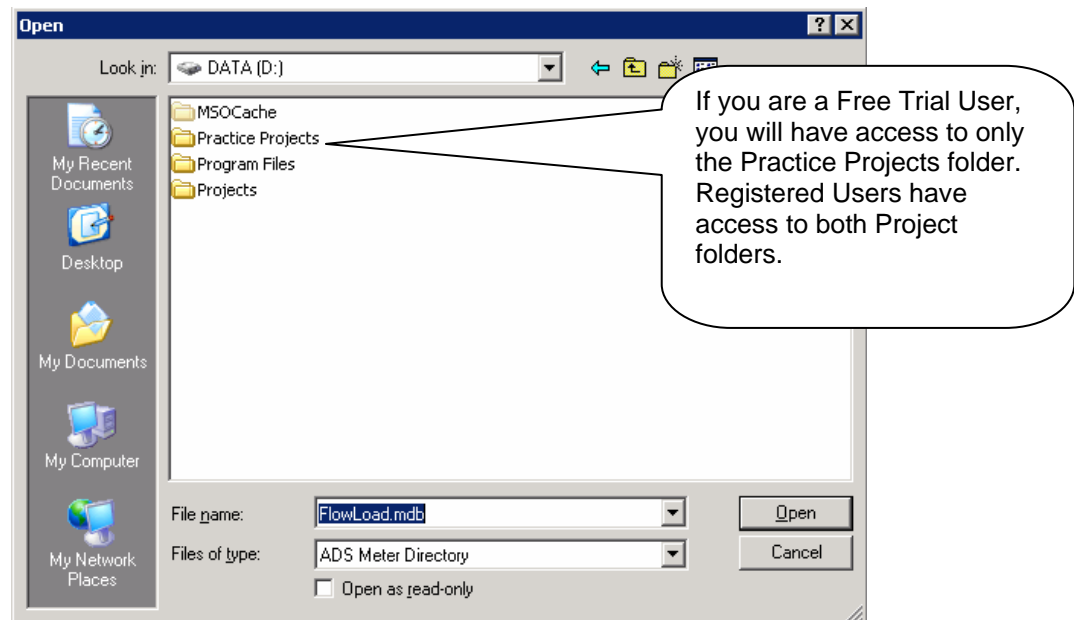 Open
Look in:
DATA (D:)
MSOCache
Practice Projects
Program Files
Projects
If you are a Free Trial User,
you will have access to only
the Practice Projects folder.
Registered Users have
access to both Project
folders.
My Recent
Documents
Desktop
My Documents
My Computer
My Network
Places
File name:
FlowLoad.mdb
Open
Files of type:
ADS Meter Directory
Cancel
Open as read-only